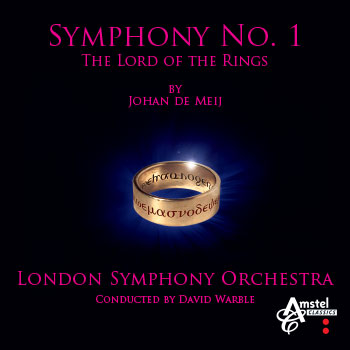 Symphony No. 1
The Lord of the Rings
by
Johan de Meij
London Symphony Orchestra
Conducted by David Warble
Amstel
CLASSICS